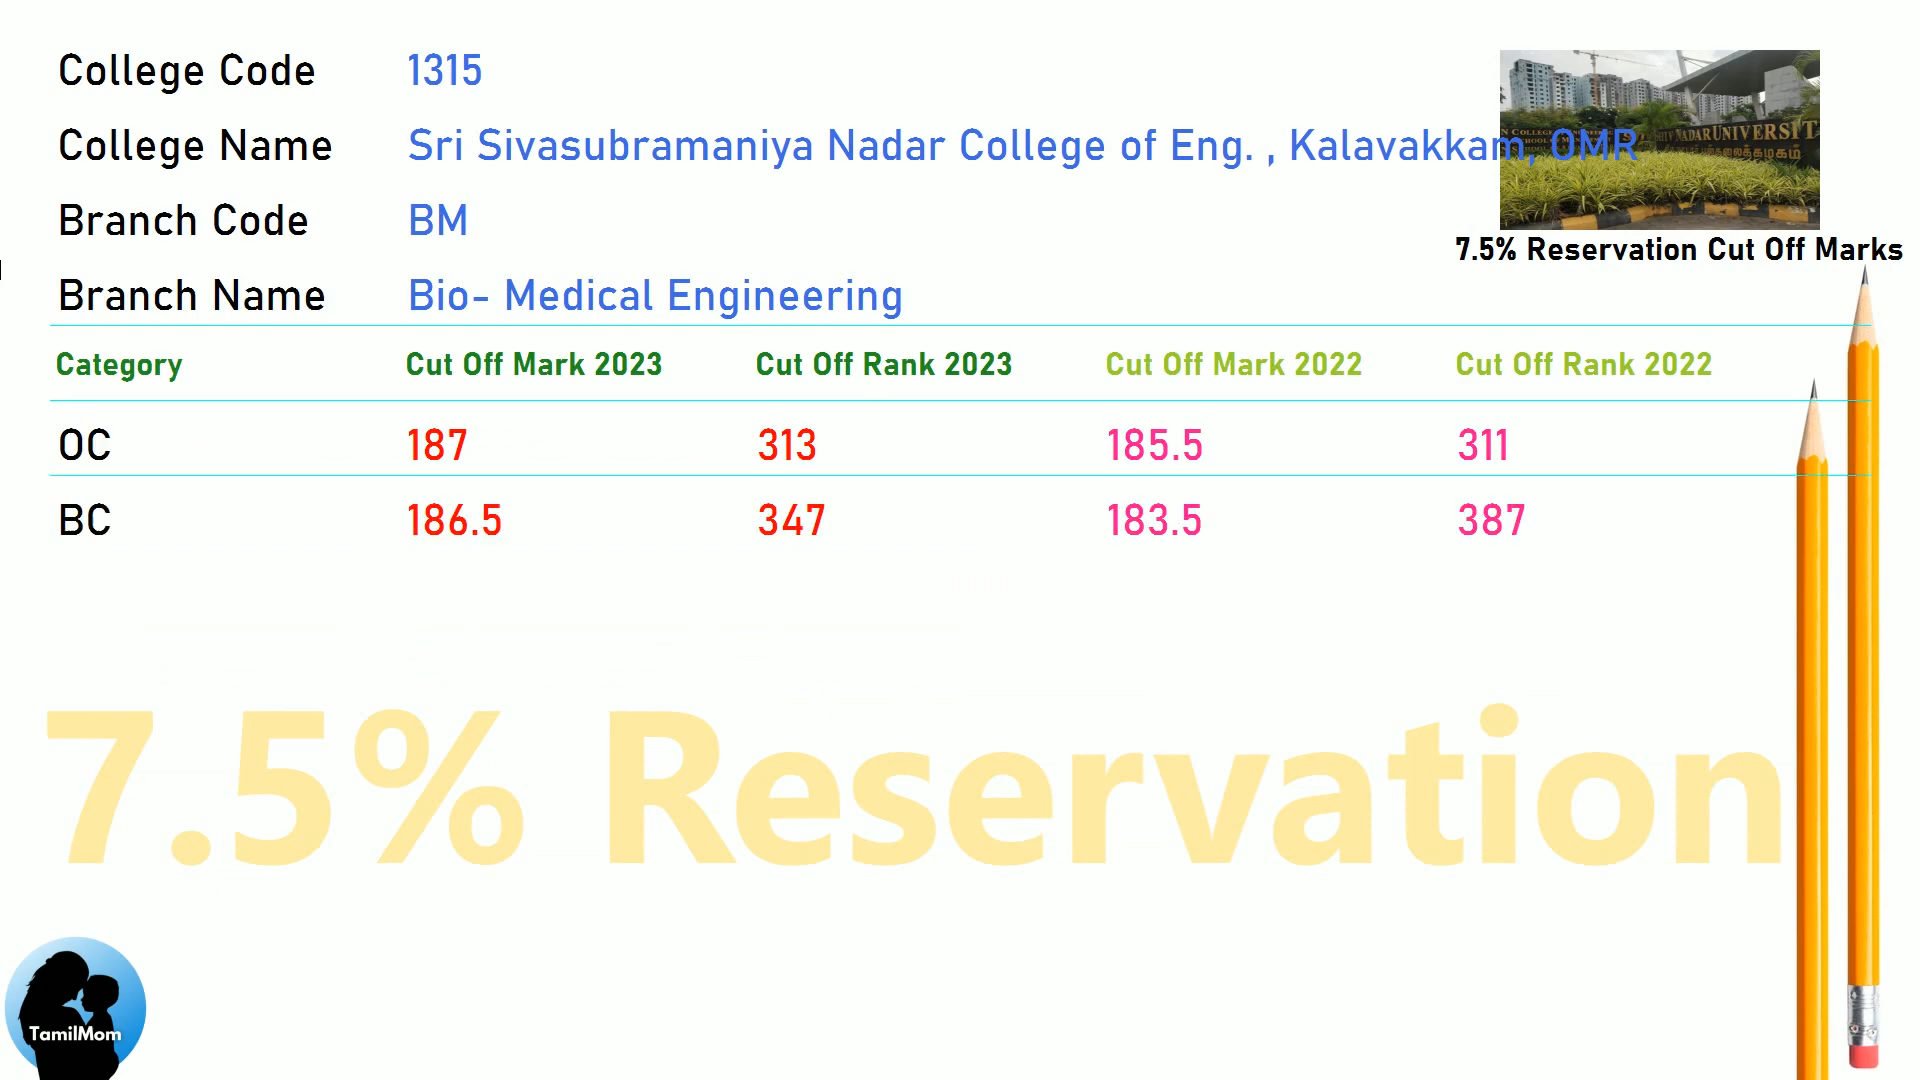 College Code 1315
College Name Sri Sivasubramaniya Nadar College of Eng. , Kalavakkam, OMR
SHIV NADAR UNIVERSIT
Branch Code BM
7.5% Reservation Cut Off Marks
Branch Name Bio- Medical Engineering
Category Cut Off Mark 2023 Cut Off Rank 2023 Cut Off Mark 2022 Cut Off Rank 2022
OC 187 313 185.5 311
BC 186.5 347 183.5 387
7.5% Reservation
TamilMom